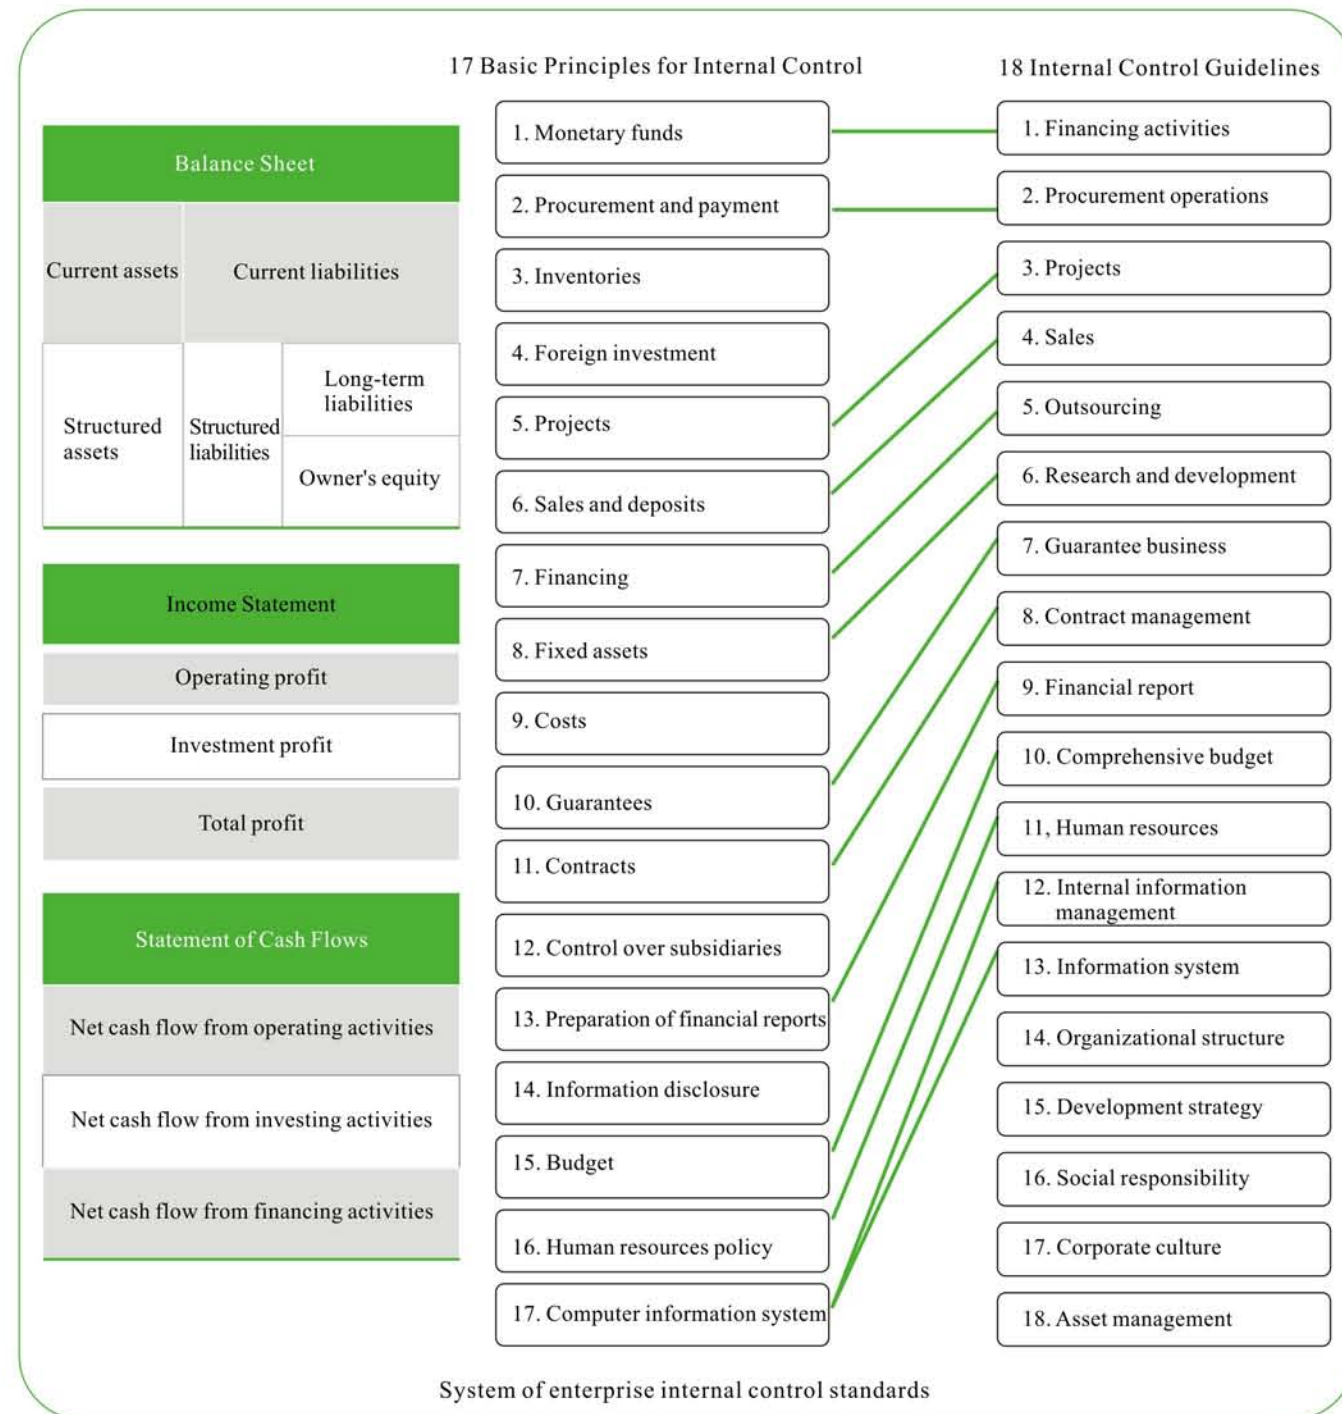 17 Basic Principles for Internal Control
18 Internal Control Guidelines
Balance Sheet
Current assets
Current liabilities
Structured
assets
Structured
liabilities
Long-term
liabilities
Owner's equity
Income Statement
Operating profit
Investment profit
Total profit
Statement of Cash Flows
Net cash flow from operating activities
Net cash flow from investing activities
Net cash flow from financing activities
1. Monetary funds
2. Procurement and payment
3. Inventories
4. Foreign investment
5. Projects
6. Sales and deposits
7. Financing
8. Fixed assets
9. Costs
10. Guarantees
11. Contracts
12. Control over subsidiaries
13. Preparation of financial reports
14. Information disclosure
15. Budget
16. Human resources policy
17. Computer information system
1. Financing activities
2. Procurement operations
3. Projects
4. Sales
5. Outsourcing
6. Research and development
7. Guarantee business
8. Contract management
9. Financial report
10. Comprehensive budget
11, Human resources
12. Internal information
management
13. Information system
14. Organizational structure
15. Development strategy
16. Social responsibility
17. Corporate culture
18. Asset management
System of enterprise internal control standards